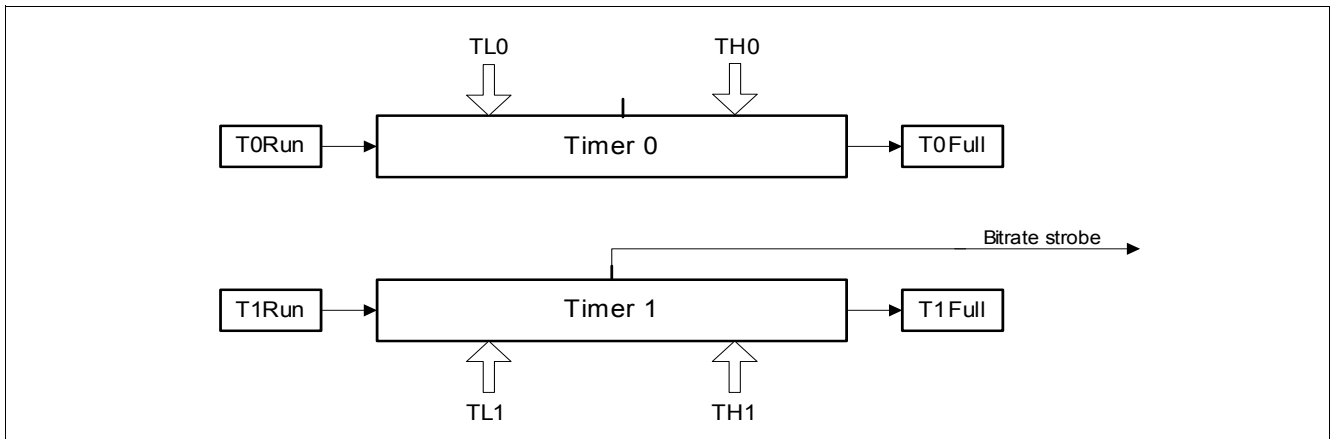 TL0 TH0
T0Run Timer 0 T0Full
Bitrate strobe
T1Run Timer 1 T1Full
TL1 TH1